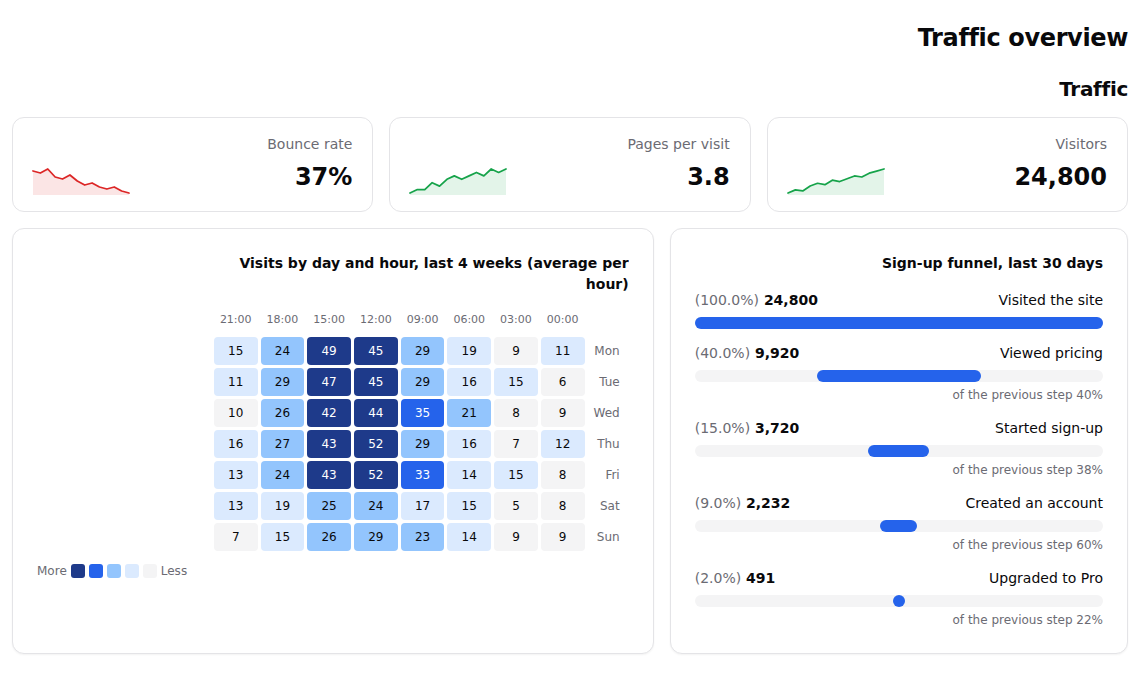 Traffic overview
Traffic
Visitors
24,800
Pages per visit
3.8
Bounce rate
37%
Sign-up funnel, last 30 days
Visited the site 24,800 (100.0%)
Viewed pricing 9,920 (40.0%)
of the previous step 40%
Started sign-up 3,720 (15.0%)
of the previous step 38%
Created an account 2,232 (9.0%)
of the previous step 60%
Upgraded to Pro 491 (2.0%)
of the previous step 22%
Visits by day and hour, last 4 weeks (average per
hour)
00:00 03:00 06:00 09:00 12:00 15:00 18:00 21:00
Mon 11 9 19 29 45 49 24 15
Tue 6 15 16 29 45 47 29 11
Wed 9 8 21 35 44 42 26 10
Thu 12 7 16 29 52 43 27 16
Fri 8 15 14 33 52 43 24 13
Sat 8 5 15 17 24 25 19 13
Sun 9 9 14 23 29 26 15 7
Less More